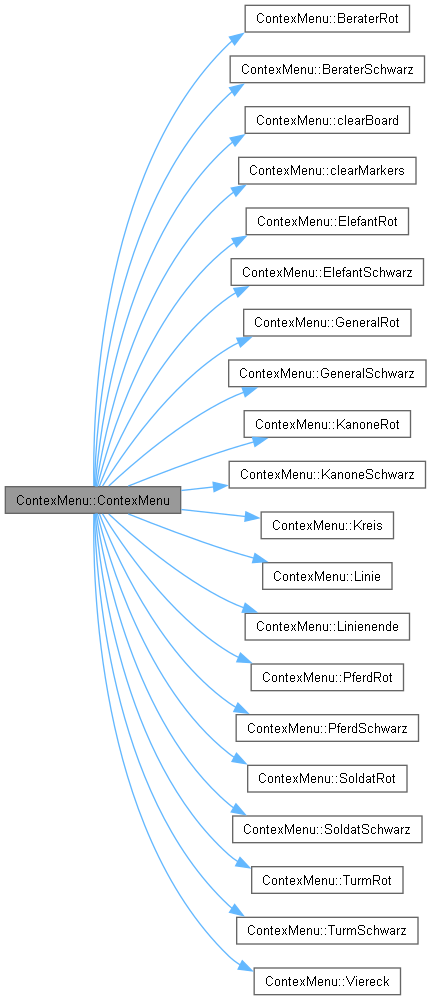 ContexMenu::BeraterRot
ContexMenu::BeraterSchwarz
ContexMenu::clearBoard
ContexMenu::clearMarkers
ContexMenu::ElefantRot
ContexMenu::ElefantSchwarz
ContexMenu::GeneralRot
ContexMenu::GeneralSchwarz
ContexMenu::KanoneRot
ContexMenu::KanoneSchwarz
ContexMenu::ContexMenu
ContexMenu::Kreis
ContexMenu::Linie
ContexMenu::Linienende
ContexMenu::PferdRot
ContexMenu::PferdSchwarz
ContexMenu::SoldatRot
ContexMenu::SoldatSchwarz
ContexMenu::TurmRot
ContexMenu::TurmSchwarz
ContexMenu::Viereck